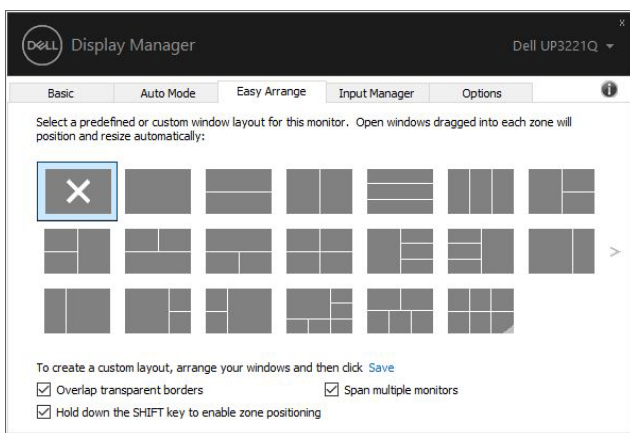 x
DELL Display Manager Dell UP3221Q
Basic Auto Mode Easy Arrange Input Manager Options i
Select a predefined or custom window layout for this monitor. Open windows dragged into each zone will
position and resize automatically:
>
To create a custom layout, arrange your windows and then click Save
Overlap transparent borders Span multiple monitors
Hold down the SHIFT key to enable zone positioning